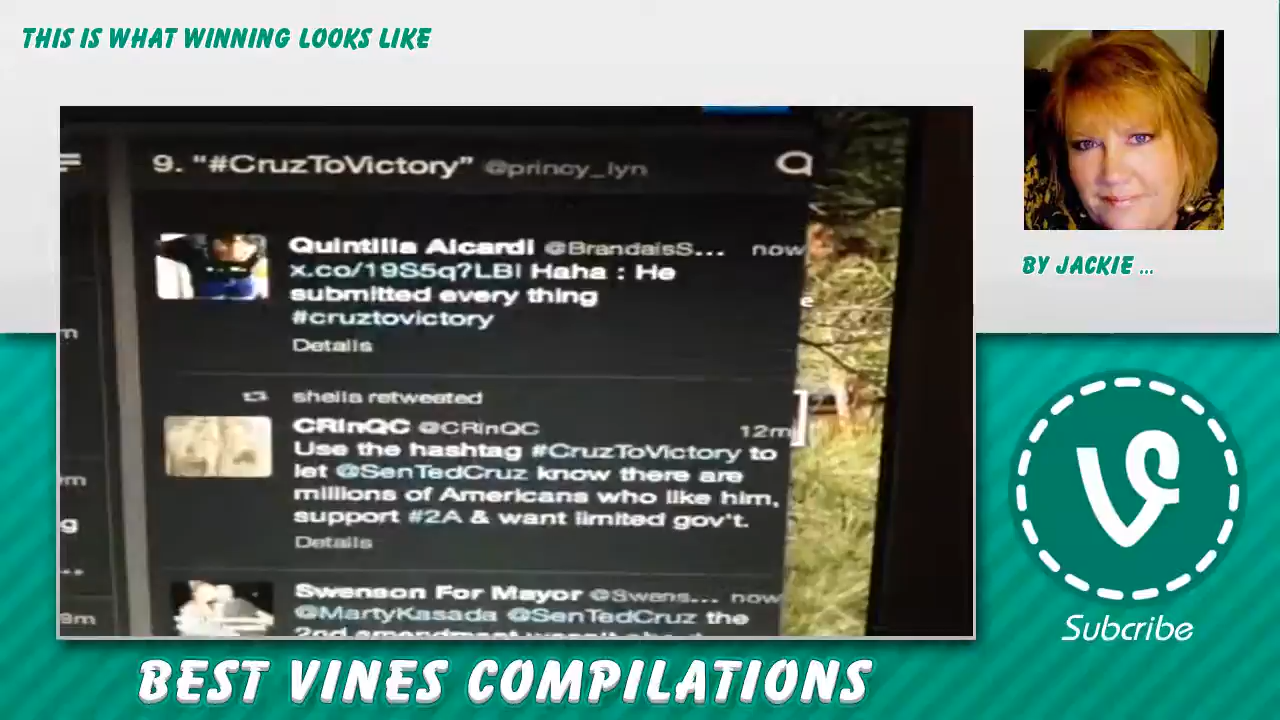 THIS IS WHAT WINNING LOOKS LIKE
9. "#CruzToVictory" @princy_lyn
Quintilla Alcardi @BrandaisS... now
x.co/19S5q?LBI Haha : He
submitted every thing
#cruztovictory
Details
sheila retweeted
CRinQC @CRinQC 12m
Use the hashtag #CruzToVictory to
let @SenTedCruz know there are
millions of Americans who like him,
support #2A & want limited gov't.
Details
Swenson For Mayor @Swens... now
@MartyKasada @SenTedCruz the
2nd amendment wasn't
BY JACKIE ...
Subcribe
BEST VINES COMPILATIONS